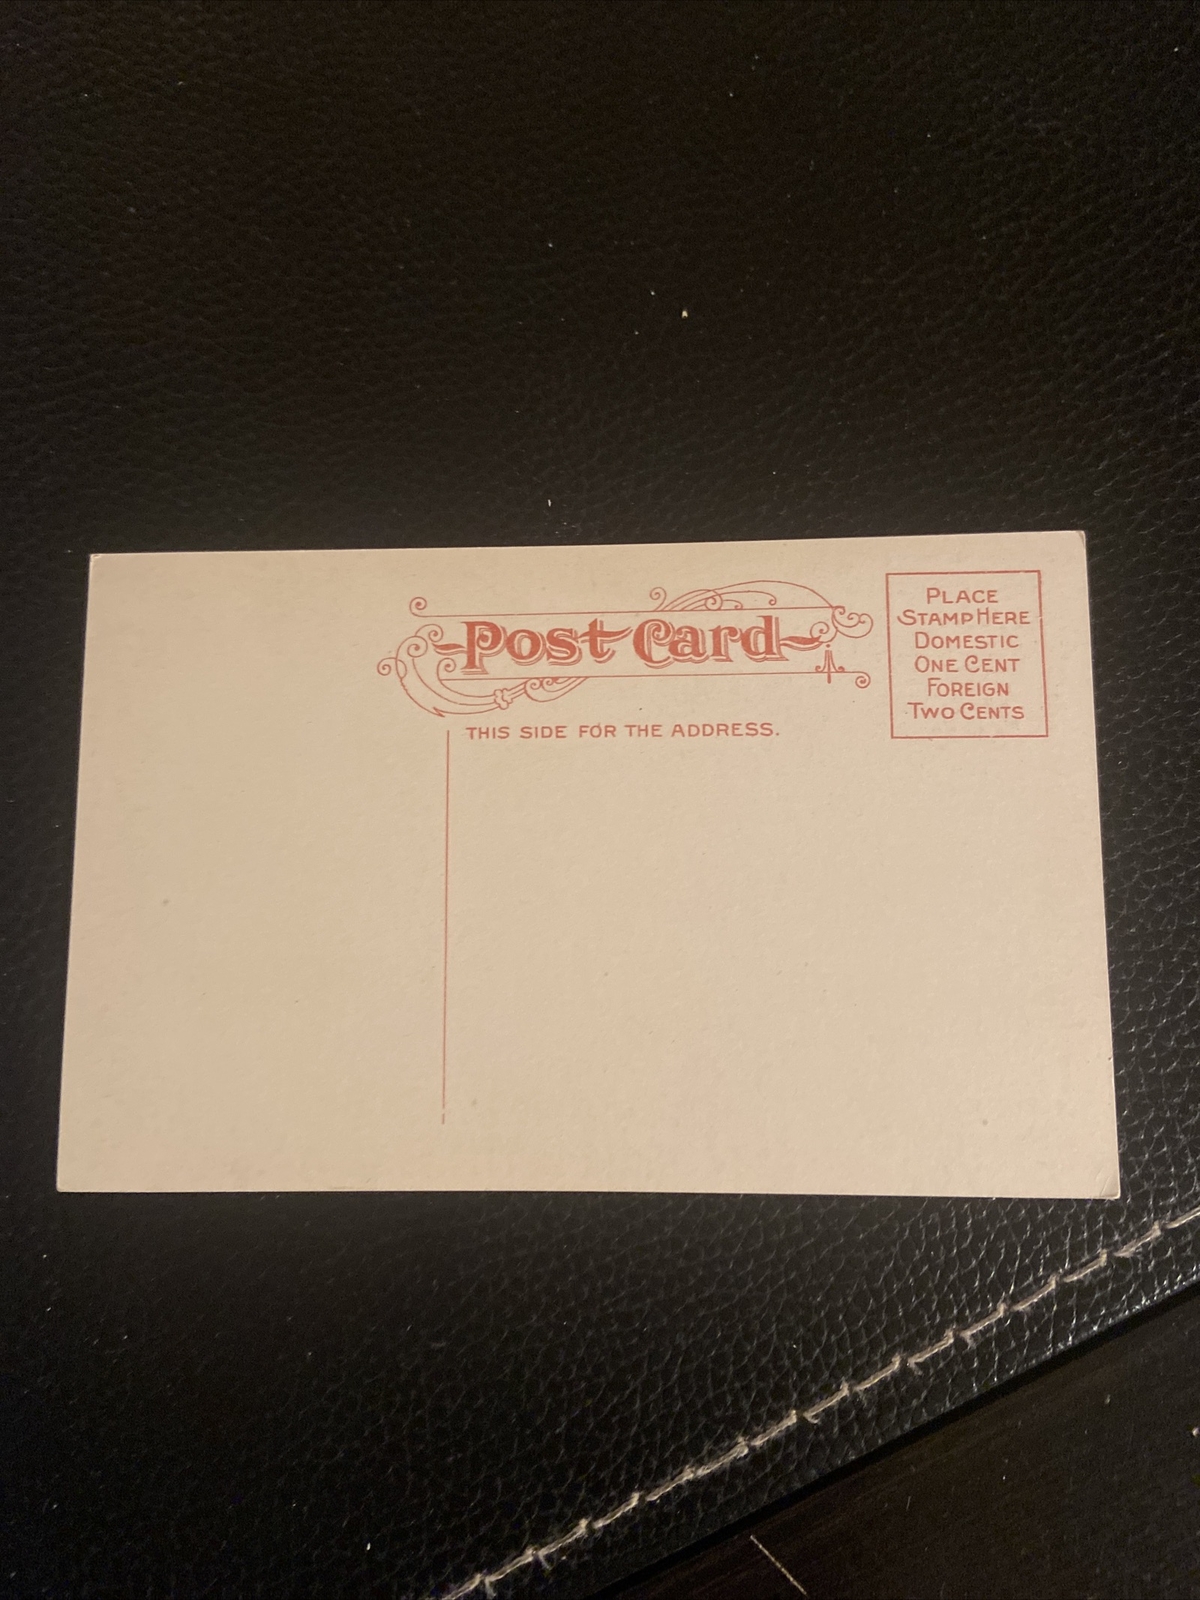 Post Card
THIS SIDE FOR THE ADDRESS.
PLACE
STAMP HERE
DOMESTIC
ONE CENT
FOREIGN
TWO CENTS